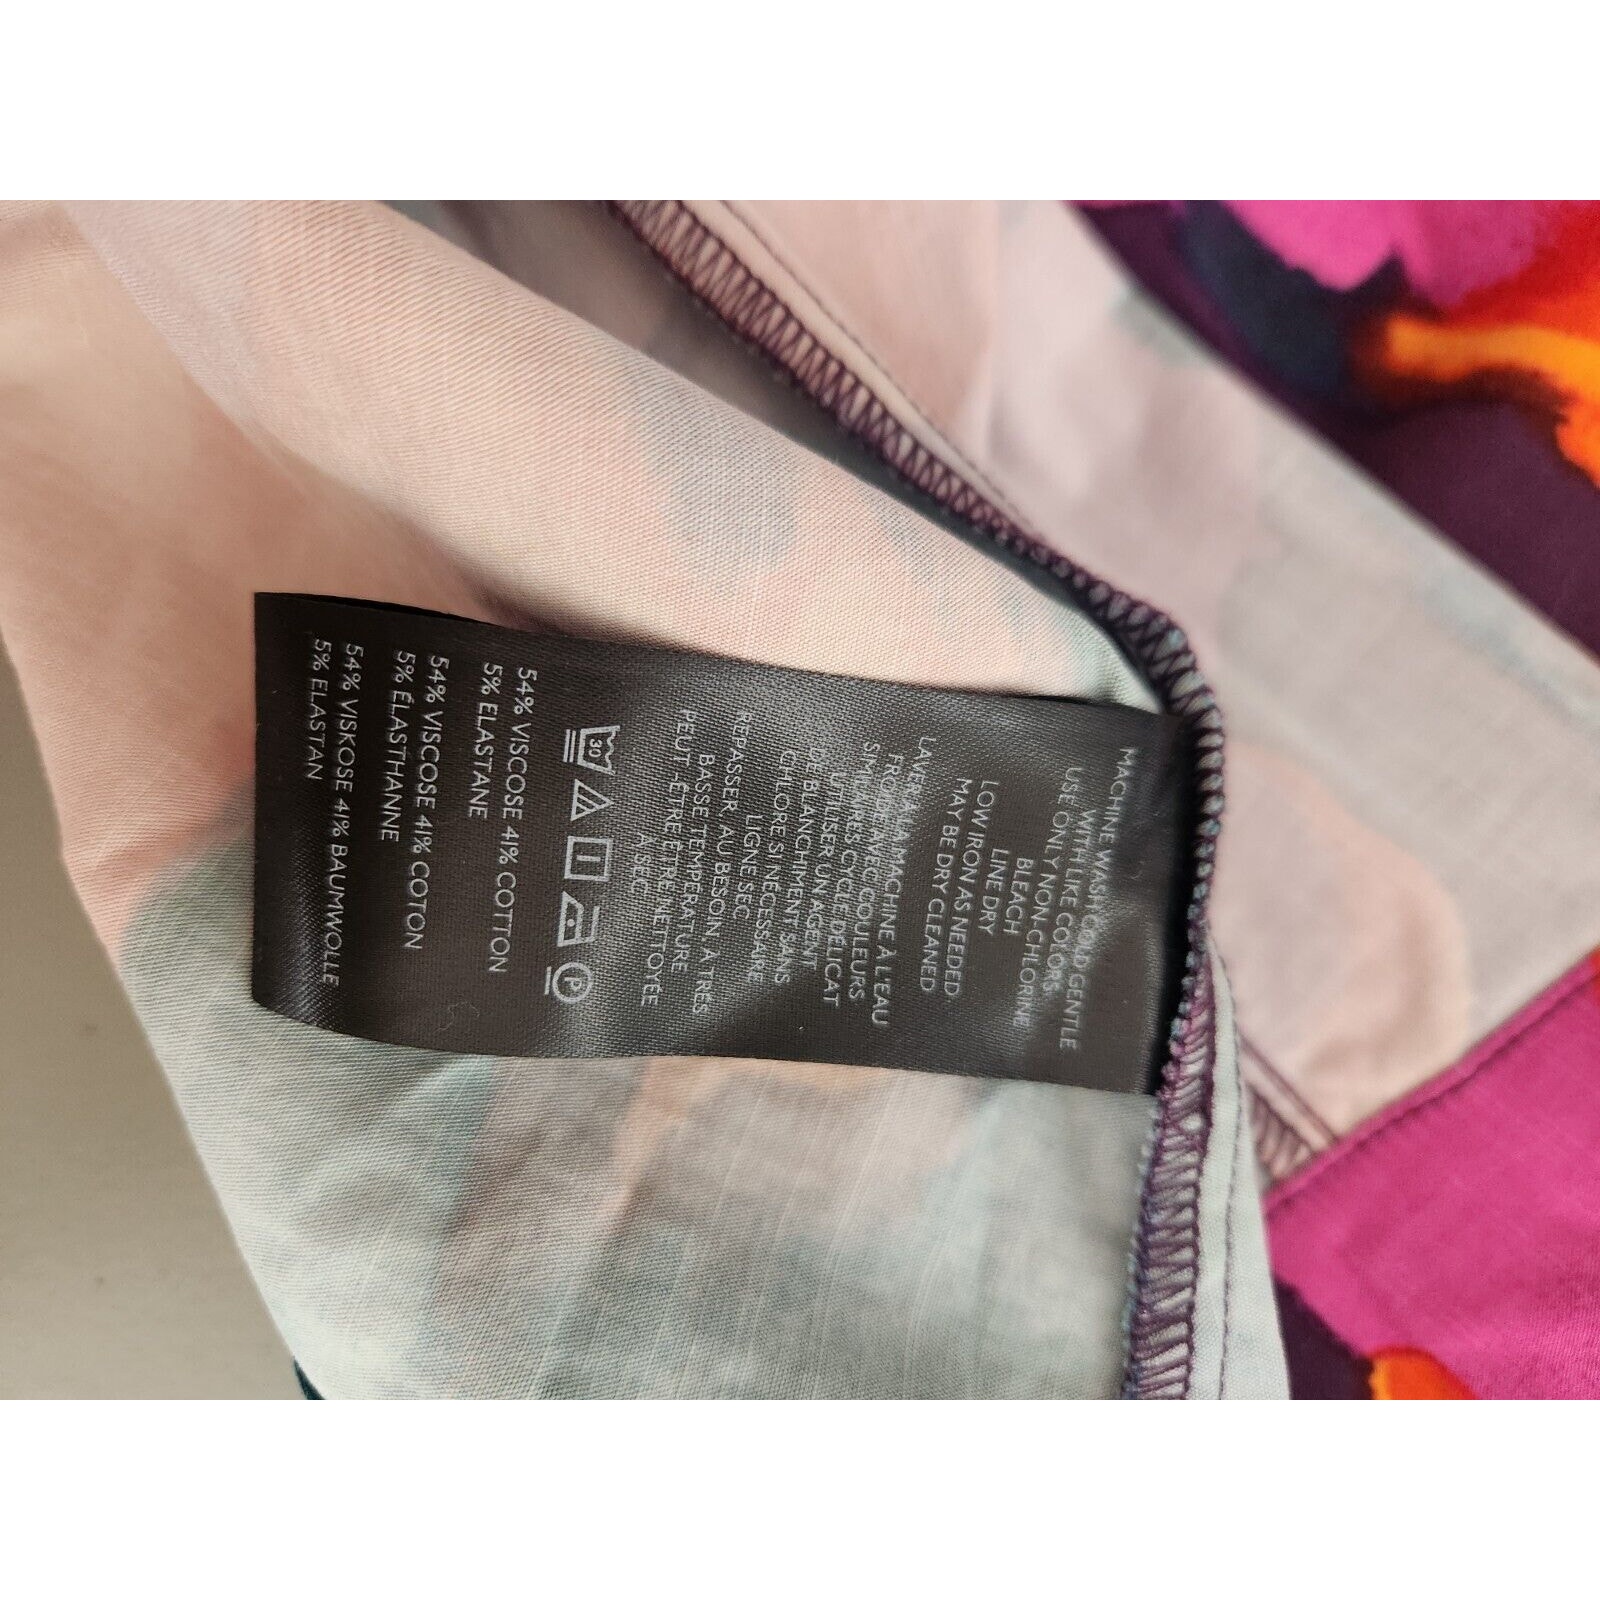 MACHINE WASH COLD GENTLE
WITH LIKE COLORS
USE ONLY NON-CHLORINE
BLEACH
LINE DRY
LOW IRON AS NEEDED
MAY BE DRY CLEANED
LAVER À LA MACHINE À L'EAU
FROIDE AVEC COULEURS
SIMILAIRES CYCLE DÉLICAT
UTILISER UN AGENT
DE BLANCHIMENT SANS
CHLORE SI NÉCESSAIRE
LIGNE SEC
REPASSER, AU BESOIN, À TRÈS
BASSE TEMPÉRATURE
PEUT -ÊTRE ÊTRE NETTOYÉE
À SEC
30 P
54% VISCOSE 41% COTTON
5% ELASTANE
54% VISCOSE 41% COTON
5% ÉLASTHANNE
54% VISKOSE 41% BAUMWOLLE
5% ELASTAN